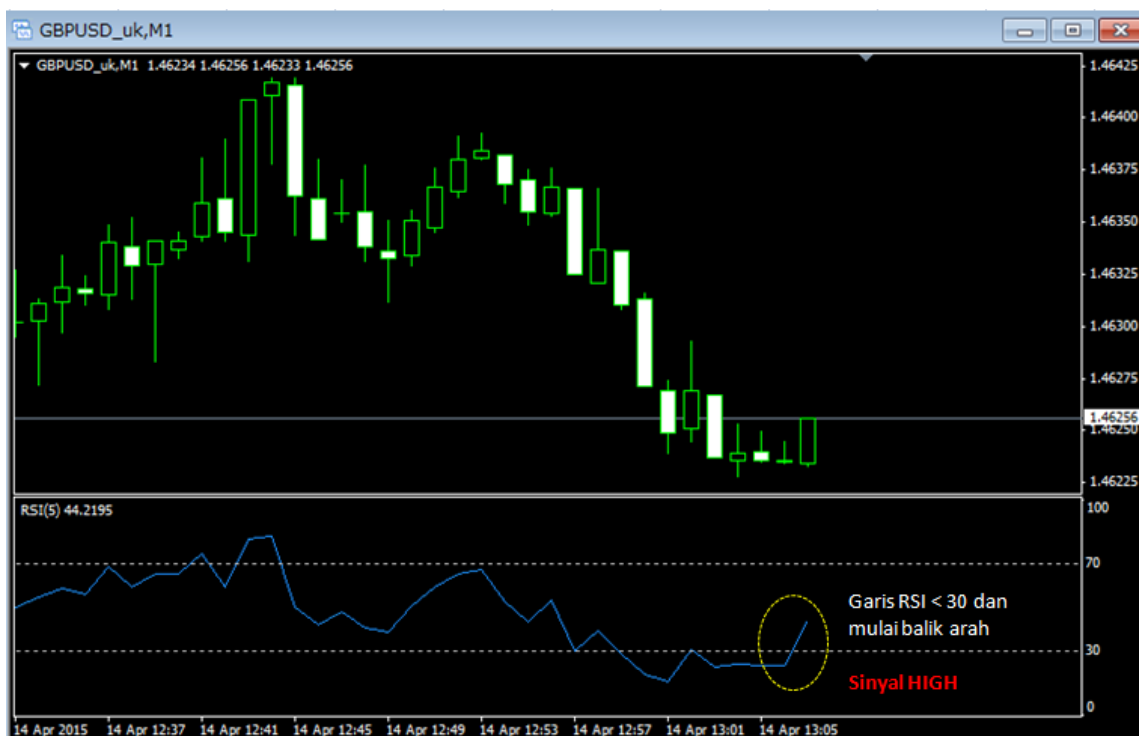 GBPUSD_uk,M1
GBPUSD_uk,M1 1.46234 1.46256 1.46233 1.46256
1.46425
1.46400
1.46375
1.46350
1.46325
1.46300
1.46275
1.46256
1.46250
1.46225
RSI(5) 44.2195
100
70
Garis RSI < 30 dan
mulai balik arah
30
Sinyal HIGH
0
14 Apr 2015 14 Apr 12:37 14 Apr 12:41 14 Apr 12:45 14 Apr 12:49 14 Apr 12:53 14 Apr 12:57 14 Apr 13:01 14 Apr 13:05